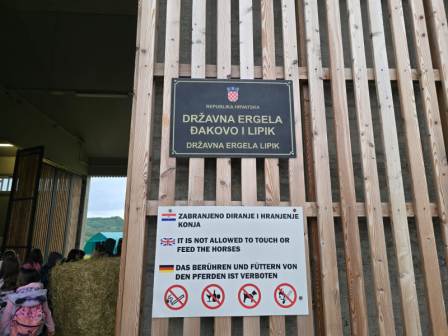 REPUBLIKA HRVATSKA
DRŽAVNA ERGELA
ĐAKOVO I LIPIK
DRŽAVNA ERGELA LIPIK
ZABRANJENO DIRANJE I HRANJENJE
KONJA
IT IS NOT ALLOWED TO TOUCH OR
FEED THE HORSES
DAS BERÜHREN UND FÜTTERN VON
DEN PFERDEN IST VERBOTEN